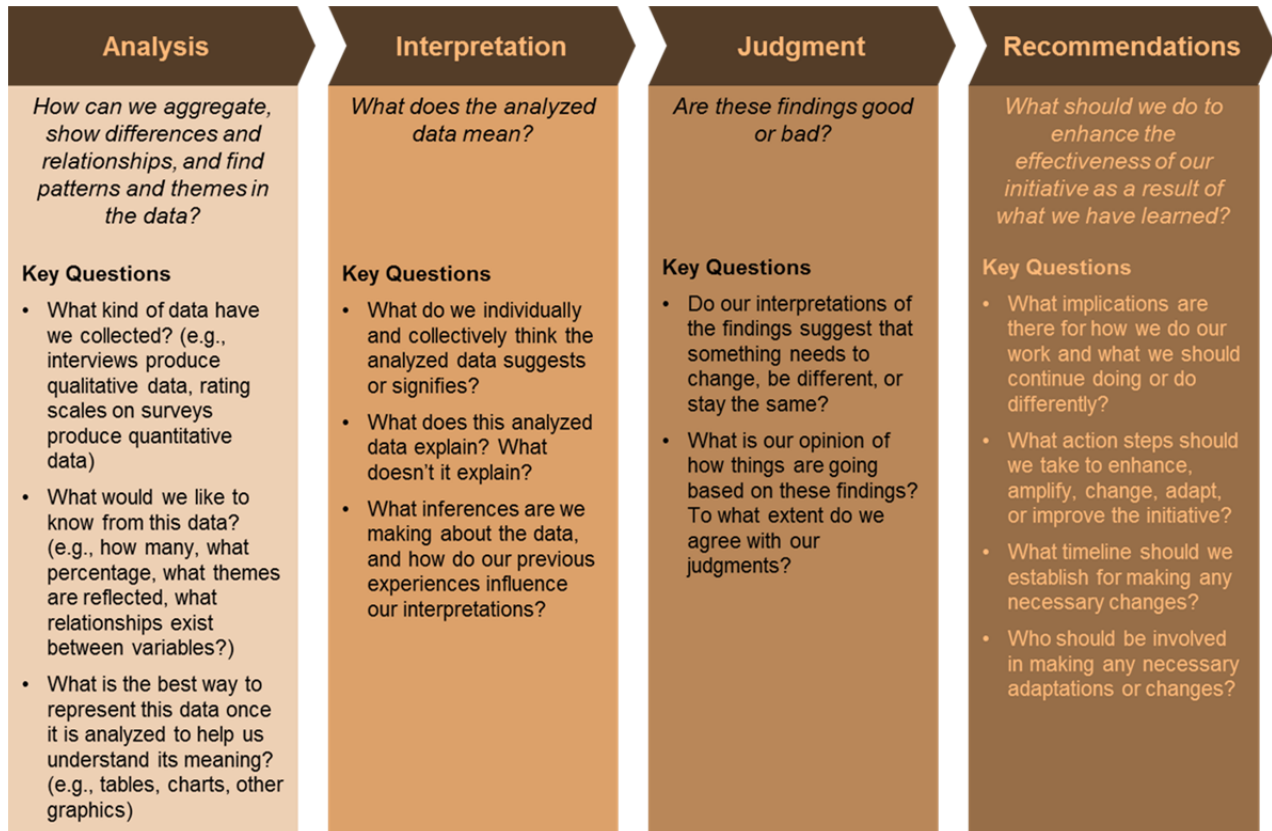 Analysis
How can we aggregate,
show differences and
relationships, and find
patterns and themes in
the data?
Key Questions
• What kind of data have
we collected? (e.g.,
interviews produce
qualitative data, rating
scales on surveys
produce quantitative
data)
• What would we like to
know from this data?
(e.g., how many, what
percentage, what themes
are reflected, what
relationships exist
between variables?)
• What is the best way to
represent this data once
it is analyzed to help us
understand its meaning?
(e.g., tables, charts, other
graphics)
Interpretation
What does the analyzed
data mean?
Key Questions
• What do we individually
and collectively think the
analyzed data suggests
or signifies?
• What does this analyzed
data explain? What
doesn't it explain?
• What inferences are we
making about the data,
and how do our previous
experiences influence
our interpretations?
Judgment
Are these findings good
or bad?
Key Questions
• Do our interpretations of
the findings suggest that
something needs to
change, be different, or
stay the same?
• What is our opinion of
how things are going
based on these findings?
To what extent do we
agree with our
judgments?
Recommendations
What should we do to
enhance the
effectiveness of our
initiative as a result of
what we have learned?
Key Questions
• What implications are
there for how we do our
work and what we should
continue doing or do
differently?
• What action steps should
we take to enhance,
amplify, change, adapt,
or improve the initiative?
• What timeline should we
establish for making any
necessary changes?
• Who should be involved
in making any necessary
adaptations or changes?